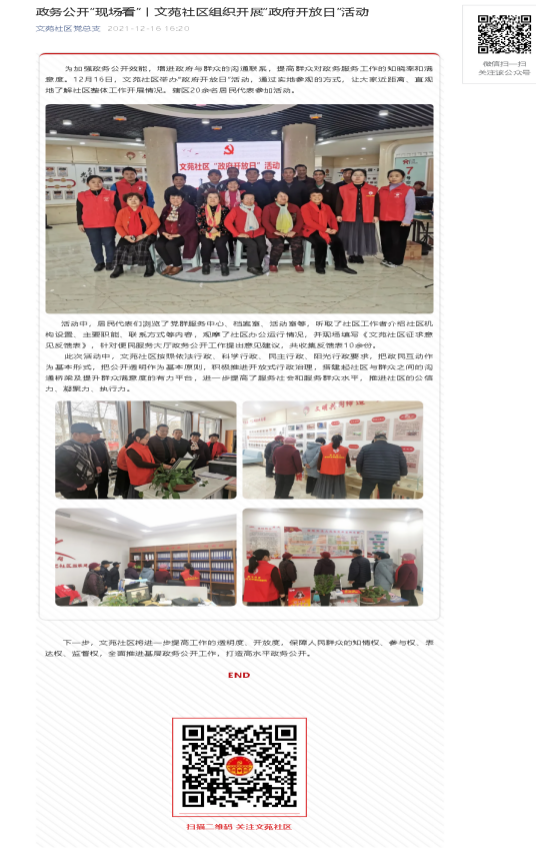 政务公开“现场看”丨文苑社区组织开展“政府开放日”活动
文苑社区党总支 2021-12-16 16:20
微信扫一扫
关注该公众号
为加强政务公开效能，增进政府与群众的沟通联系，提高群众对政务服务工作的知晓率和满
意度。12月16日，文苑社区举办“政府开放日”活动，通过实地参观的方式，让大家近距离、直观
地了解社区整体工作开展情况。辖区20余名居民代表参加活动。
文苑社区“政府开放日”活动
活动中，居民代表们浏览了党群服务中心、档案室、活动室等，听取了社区工作者介绍社区机
构设置、主要职能、联系方式等内容，观摩了社区办公运行情况，并现场填写《文苑社区征求意
见反馈表》，针对便民服务大厅政务公开工作提出意见建议，共收集反馈表10余份。
此次活动中，文苑社区按照依法行政、科学行政、民主行政、阳光行政要求，把政民互动作
为基本形式，把公开透明作为基本原则，积极推进开放式行政治理，搭建起社区与群众之间的沟
通桥梁及提升群众满意度的有力平台，进一步提高了服务社会和服务群众水平，推进社区的公信
力、凝聚力、执行力。
下一步，文苑社区将进一步提高工作的透明度、开放度，保障人民群众的知情权、参与权、表
达权、监督权，全面推进基层政务公开工作，打造高水平政务公开。
END
扫描二维码 关注文苑社区